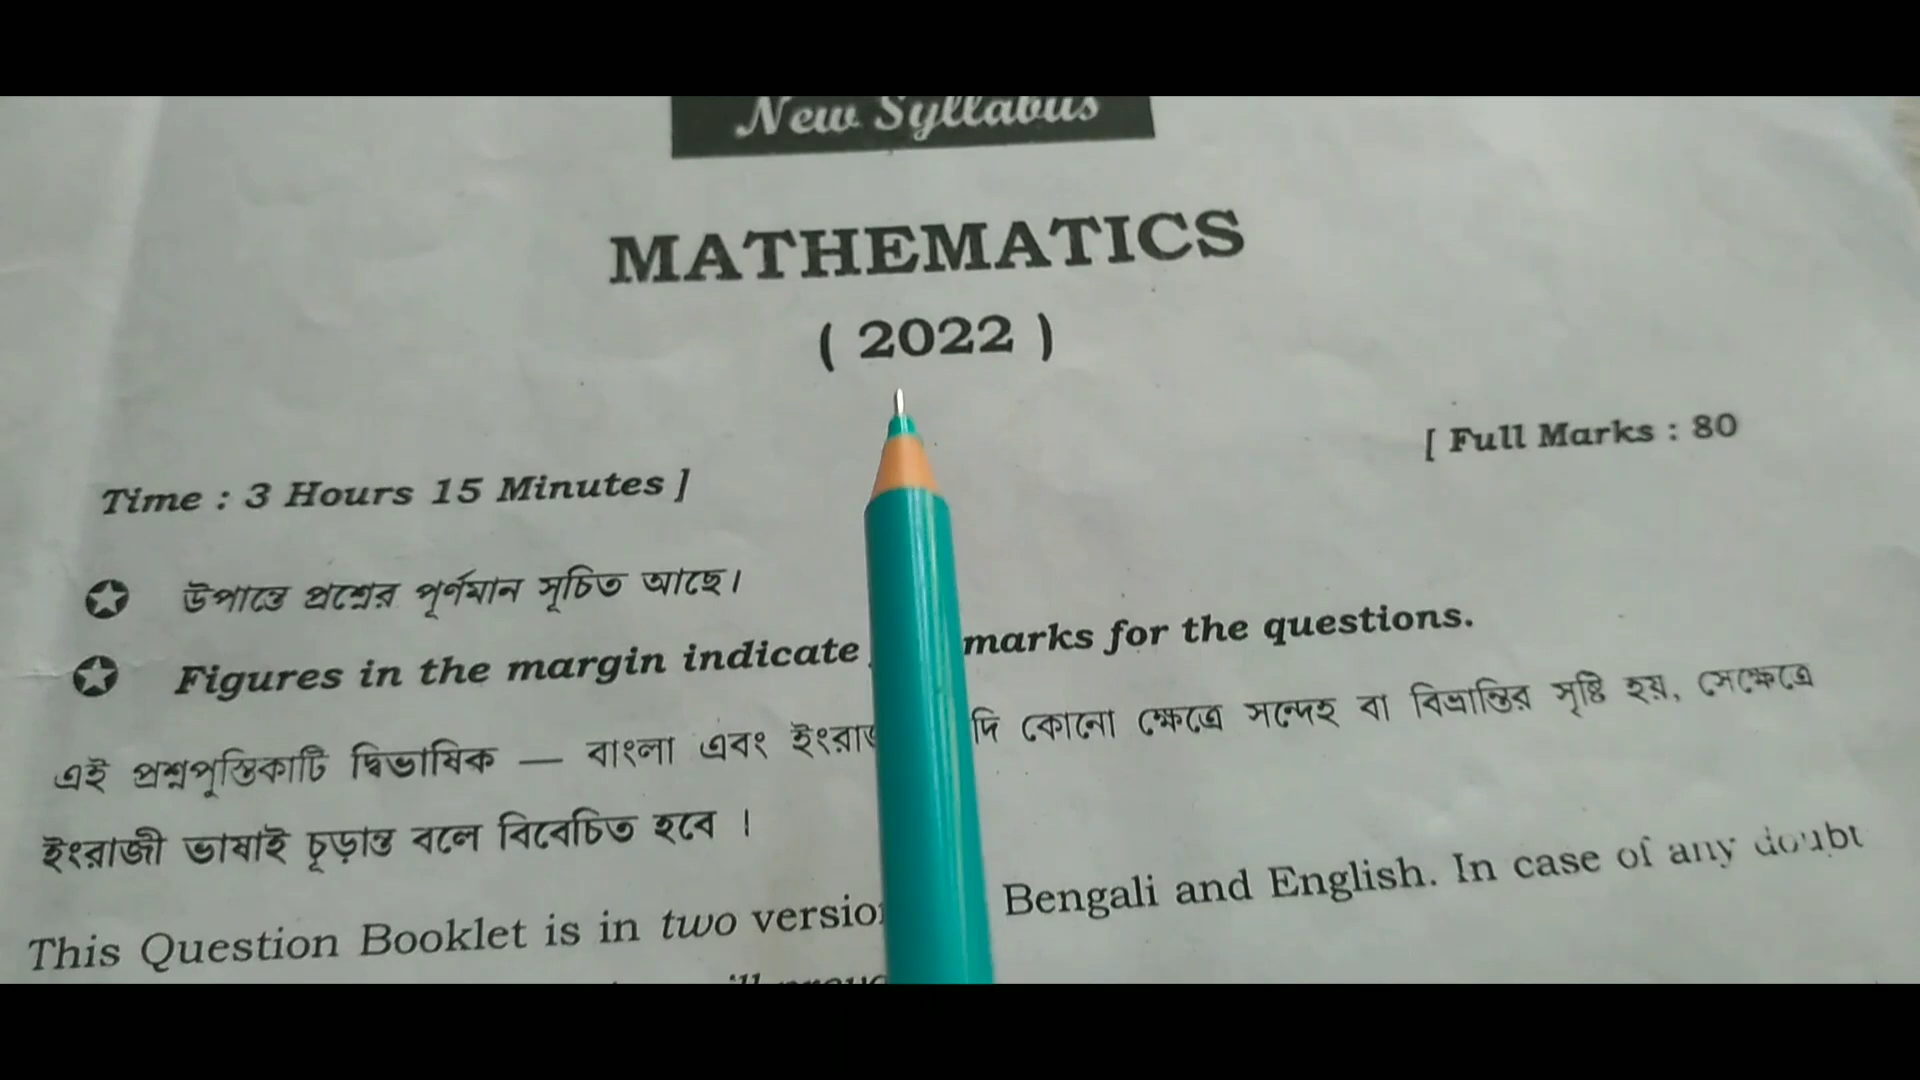 New Syllabus
MATHEMATICS
( 2022 )
[ Full Marks : 80
Time : 3 Hours 15 Minutes ]
উপান্তে প্রশ্নের পূর্ণমান সূচিত আছে।
Figures in the margin indicate marks for the questions.
এই প্রশ্নপুস্তিকাটি দ্বিভাষিক — বাংলা এবং কোনো ক্ষেত্রে সন্দেহ বা বিভ্রান্তির সৃষ্টি হয়, সেক্ষেত্রে
ইংরাজী ভাষাই চূড়ান্ত বলে বিবেচিত হবে ।
This Question Booklet is in two Bengali and English. In case of any doubt